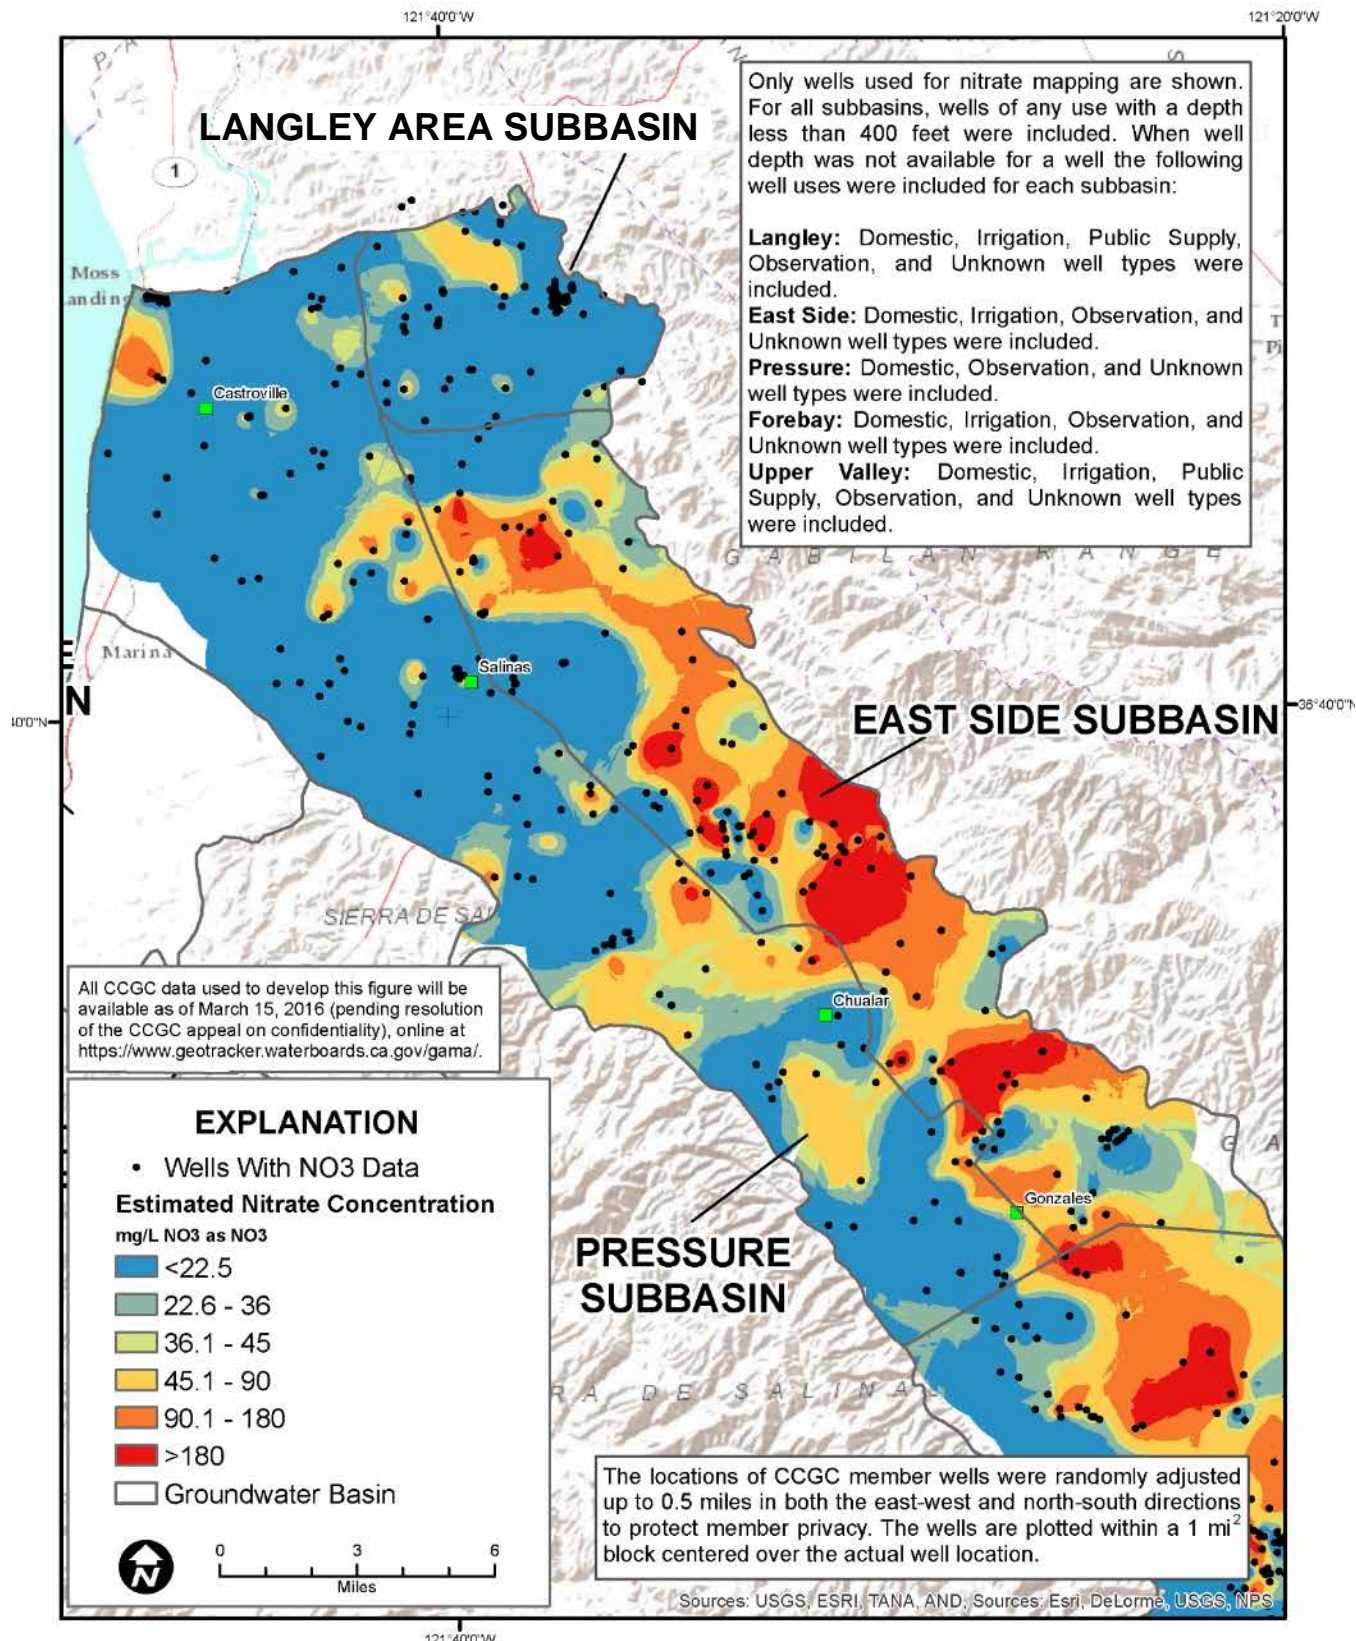 121°40'0"W
121°20'0"W
P A
N
S
Only wells used for nitrate mapping are shown.
For all subbasins, wells of any use with a depth
less than 400 feet were included. When well
depth was not available for a well the following
well uses were included for each subbasin:
Langley: Domestic, Irrigation, Public Supply,
Observation, and Unknown well types were
included.
East Side: Domestic, Irrigation, Observation, and
Unknown well types were included.
Pressure: Domestic, Observation, and Unknown
well types were included.
Forebay: Domestic, Irrigation, Observation, and
Unknown well types were included.
Upper Valley: Domestic, Irrigation, Public
Supply, Observation, and Unknown well types
were included.
LANGLEY AREA SUBBASIN
1
Moss
Landing
T
Pi
Castroville
GABILAN RANGE
Marina
E
N
Salinas
40'0"N
36°40'0"N
EAST SIDE SUBBASIN
SIERRA DE SAL
All CCGC data used to develop this figure will be
available as of March 15, 2016 (pending resolution
of the CCGC appeal on confidentiality), online at
https://www.geotracker.waterboards.ca.gov/gama/.
Chualar
G A
Gonzales
PRESSURE
SUBBASIN
RA DE SALINA
EXPLANATION
Wells With NO3 Data
Estimated Nitrate Concentration
mg/L NO3 as NO3
<22.5
22.6 - 36
36.1 - 45
45.1 - 90
90.1 - 180
>180
Groundwater Basin
N
0 3 6
Miles
The locations of CCGC member wells were randomly adjusted
up to 0.5 miles in both the east-west and north-south directions
to protect member privacy. The wells are plotted within a 1 mi²
block centered over the actual well location.
Sources: USGS, ESRI, TANA, AND, Sources: Esri, DeLorme, USGS, NPS
121°40'0"W